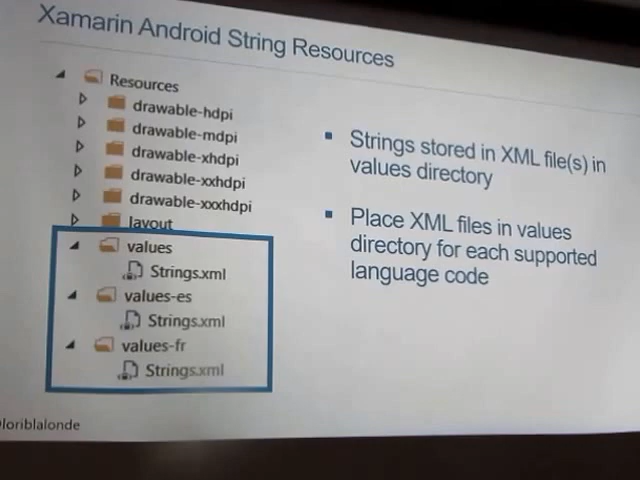 Xamarin Android String Resources
Resources
drawable-hdpi
drawable-mdpi
drawable-xhdpi
drawable-xxhdpi
drawable-xxxhdpi
layout
values
Strings.xml
values-es
Strings.xml
values-fr
Strings.xml
Strings stored in XML file(s) in
values directory
Place XML files in values
directory for each supported
language code
loriblalonde